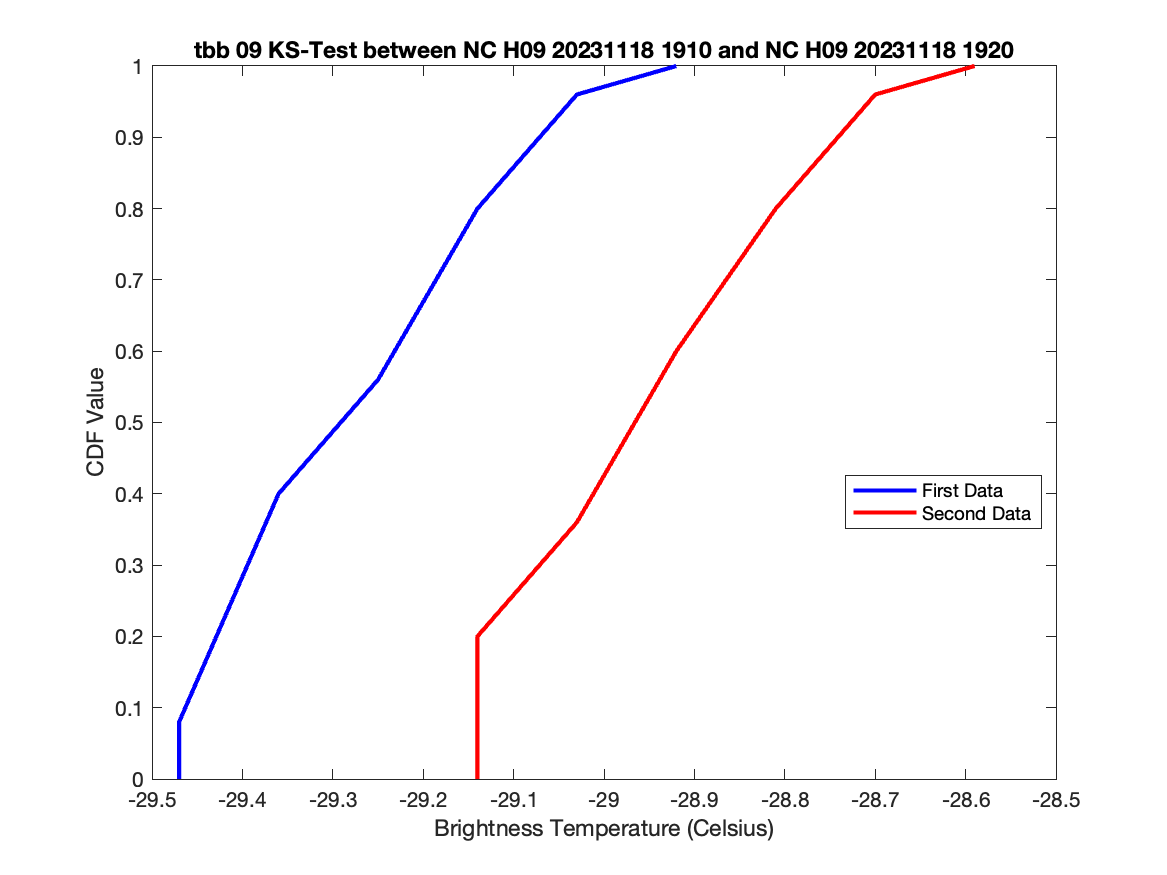 tbb 09 KS-Test between NC H09 20231118 1910 and NC H09 20231118 1920
1
0.9
0.8
0.7
0.6
0.5
0.4
0.3
0.2
0.1
0
CDF Value
First Data
Second Data
-29.5 -29.4 -29.3 -29.2 -29.1 -29 -28.9 -28.8 -28.7 -28.6 -28.5
Brightness Temperature (Celsius)